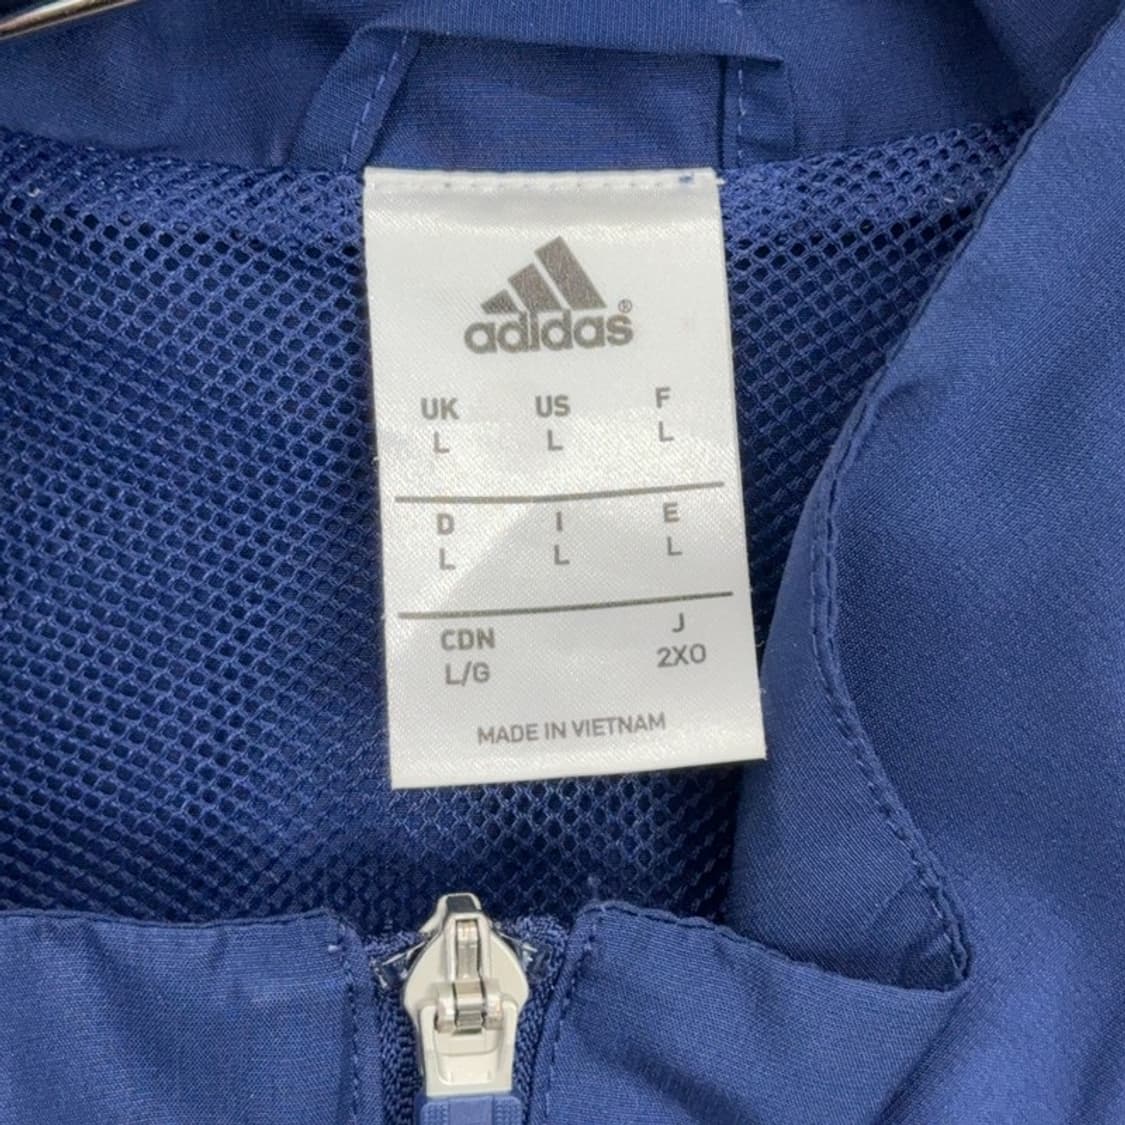 adidas®
UK US F
L L L
D I E
L L L
CDN J
L/G 2XO
MADE IN VIETNAM